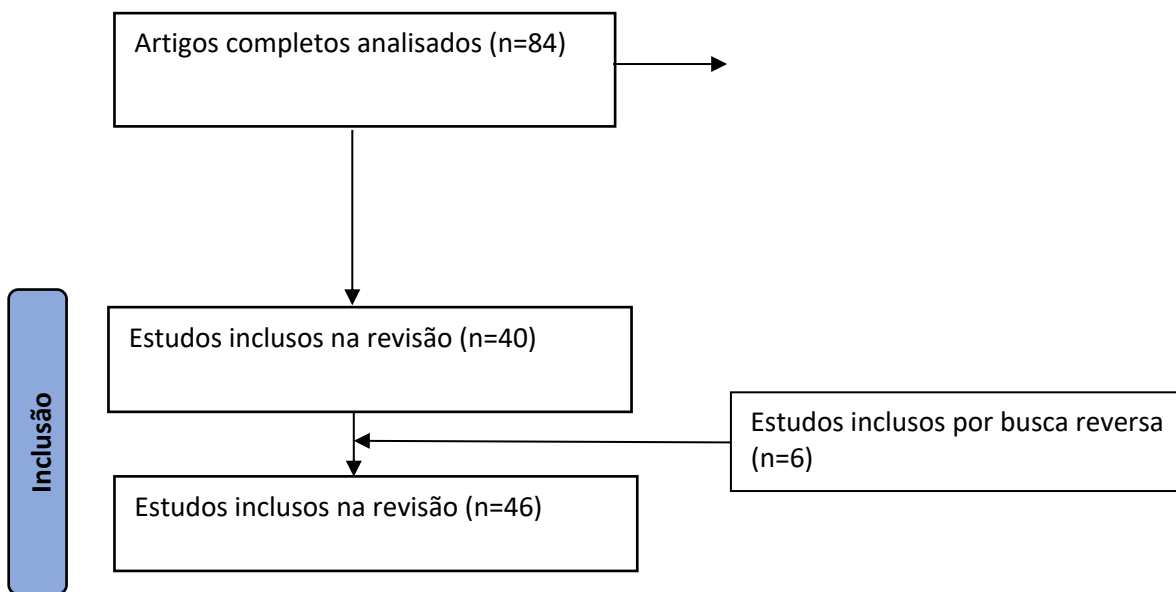 Artigos completos analisados (n=84)
Estudos inclusos na revisão (n=40)
Inclusão
Estudos inclusos por busca reversa
(n=6)
Estudos inclusos na revisão (n=46)